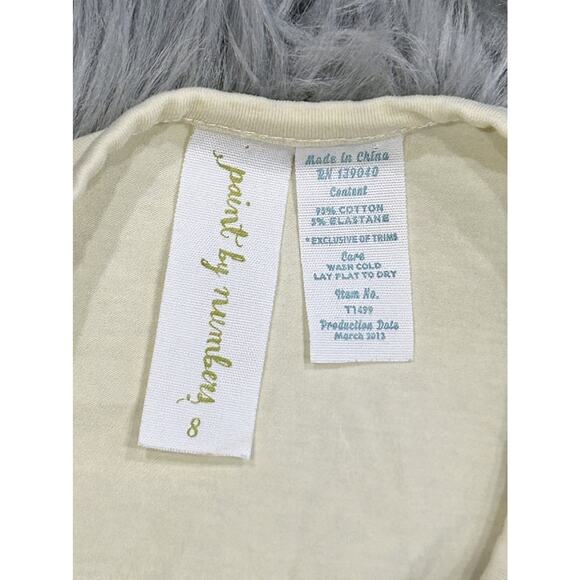 paint by numbers 8
Made in China
RN 139040
Content
95% COTTON
5% ELASTANE
*EXCLUSIVE OF TRIMS
Care
WASH COLD
LAY FLAT TO DRY
Item No.
T1499
Production Date
March 2013